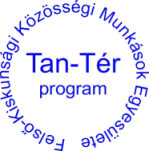 Felső-Kiskunsági Közösségi Munkások Egyesülete
Tan-Tér
program